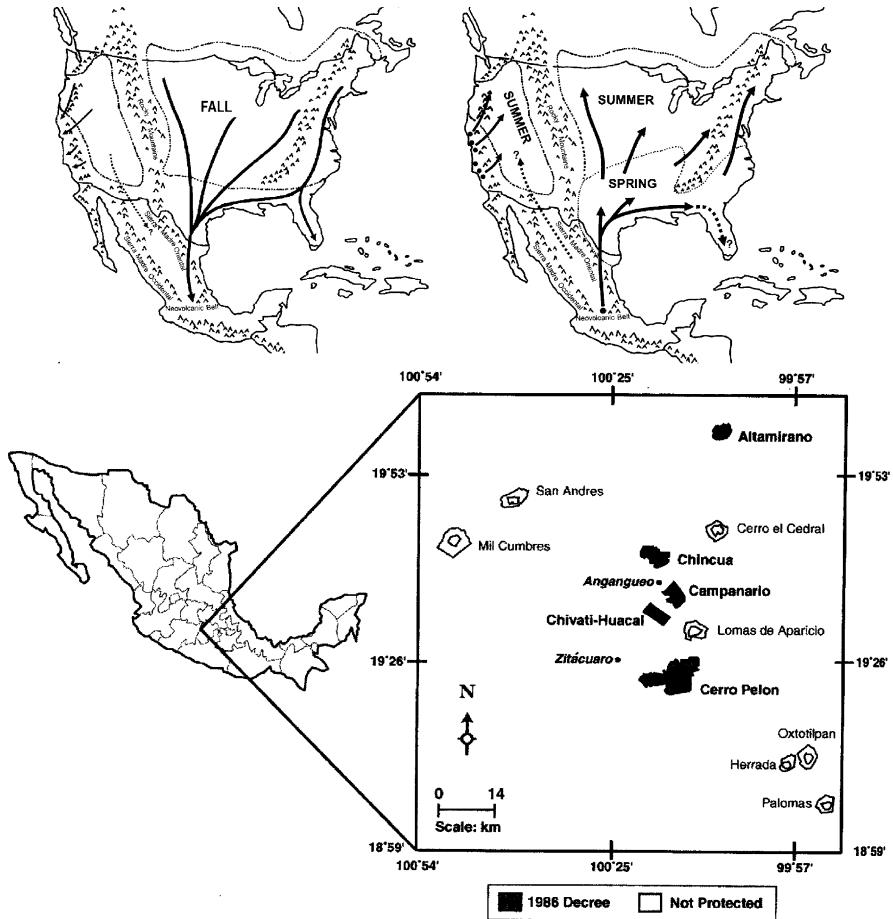 FALL
Rocky
Mountains
Sierra Madre Oriental
Sierra Madre Occidental
Neovolcanic Belt
SUMMER
SUMMER
SPRING
Rocky
Mountains
?
?
Sierra Madre Oriental
Sierra Madre Occidental
Neovolcanic Belt
100°54'
100°25'
99°57'
Altamirano
19°53'
19°53'
San Andres
Cerro el Cedral
Mil Cumbres
Chincua
Angangueo
Campanario
Chivati-Huacal
Lomas de Aparicio
19°26'
Zitácuaro
19°26'
Cerro Pelon
N
Oxtotilpan
Herrada
0 14
Scale: km
Palomas
18°59'
18°59'
100°54'
100°25'
99°57'
1986 Decree
Not Protected